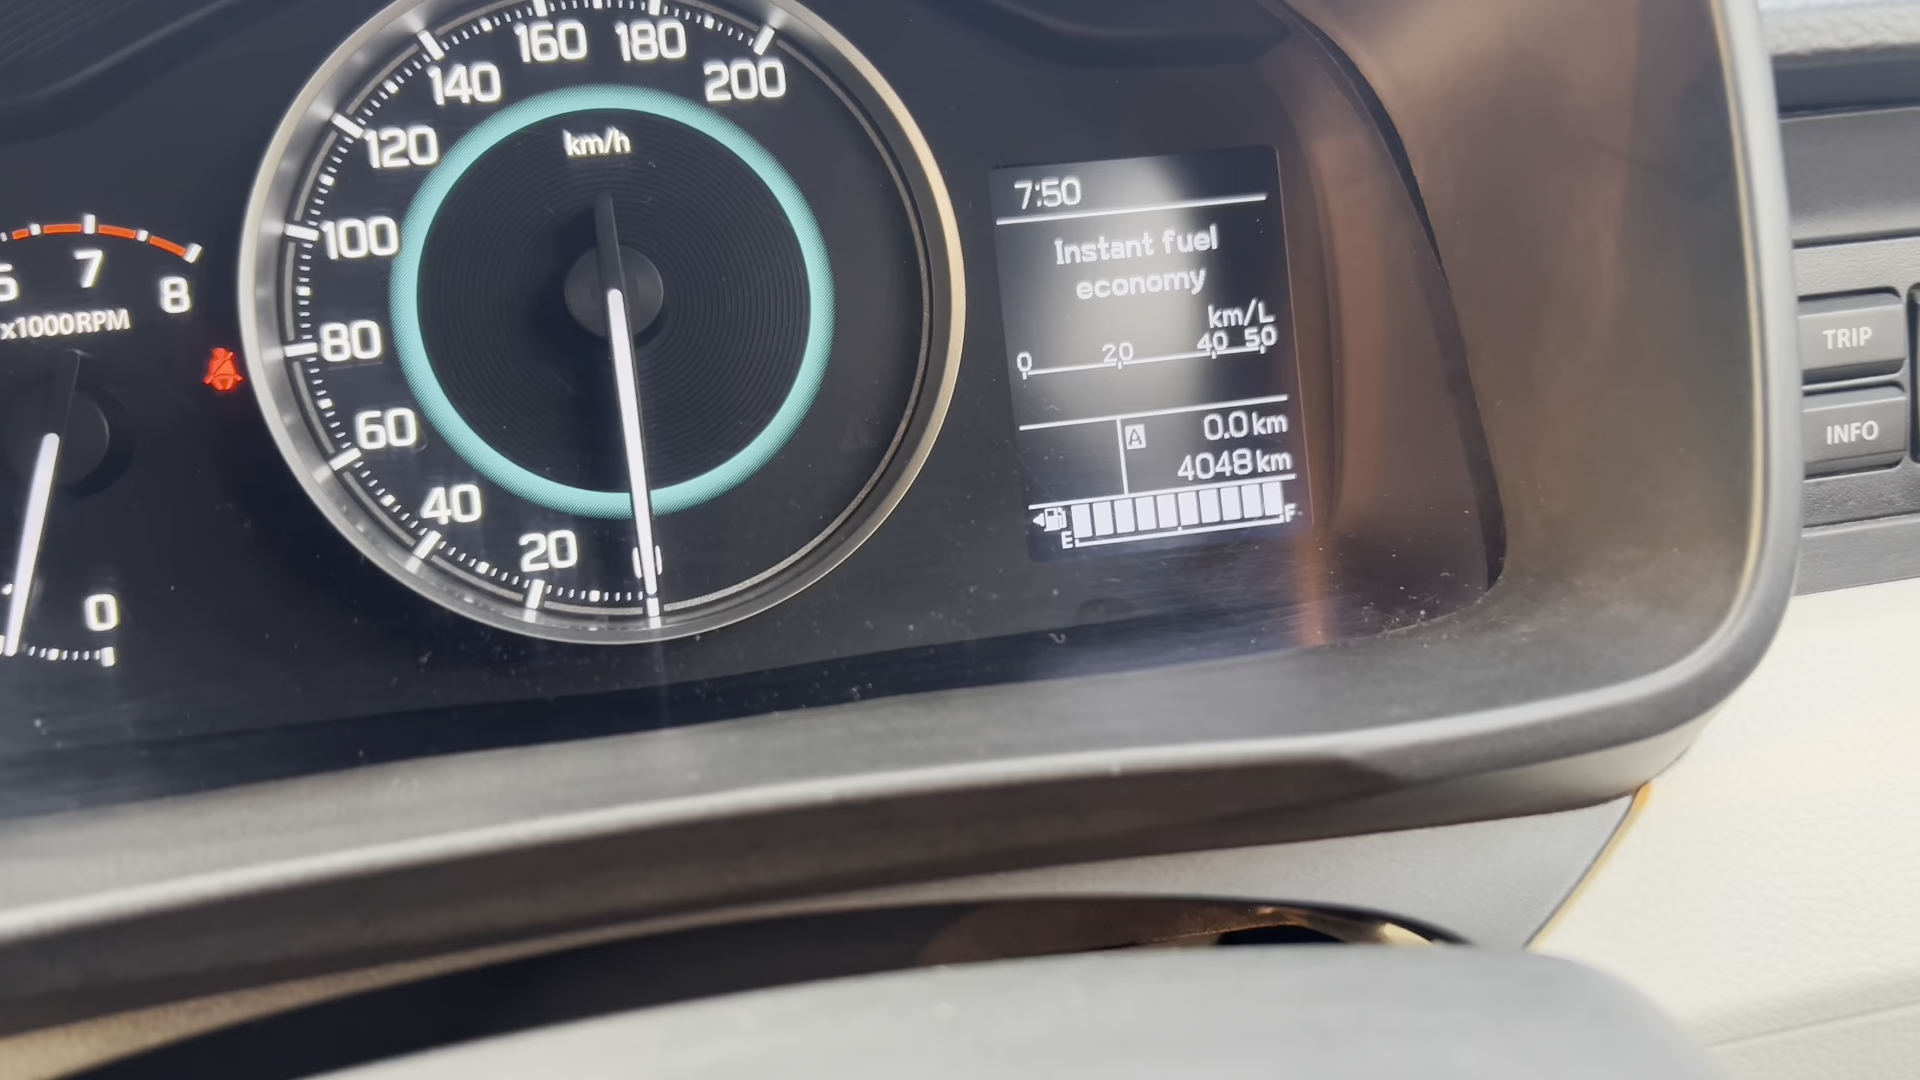 160 180
140 200
120
km/h
100
7:50
Instant fuel
economy
km/L
7
8
x1000RPM
80
0 20 40 50
TRIP
60
A 0.0 km
INFO
4048 km
40
F
E
20
0
0